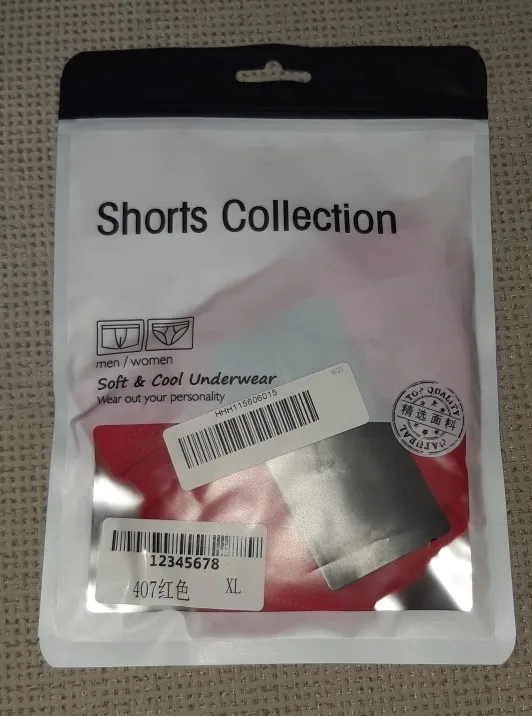 Shorts Collection
men / women
Soft & Cool Underwear
Wear out your personality
HHH115606015
TOP QUALITY
精选面料
NATURAL
12345678
407红色 XL